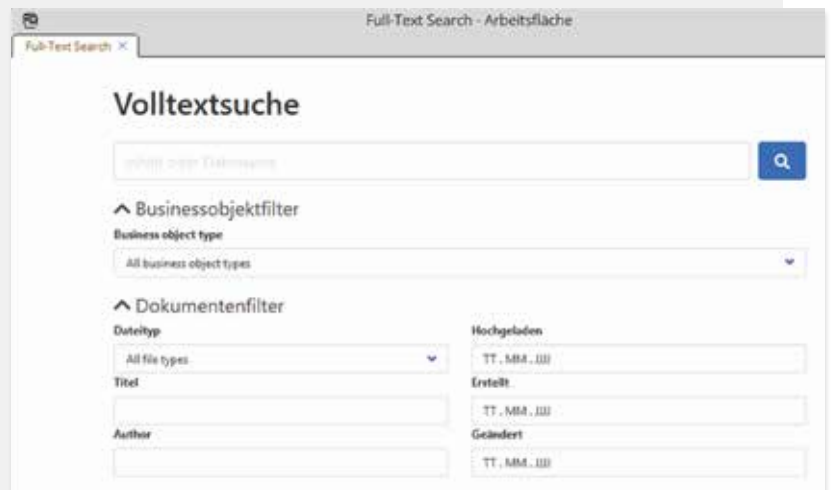 Full-Text Search - Arbeitsfläche
Full-Text Search ×
Volltextsuche
Businessobjektfilter
Business object type
All business object types
Dokumentenfilter
Dateityp
Hochgeladen
All file types
TT . MM . JJJJ
Titel
Erstellt
TT . MM . JJJJ
Author
Geändert
TT . MM . JJJJ